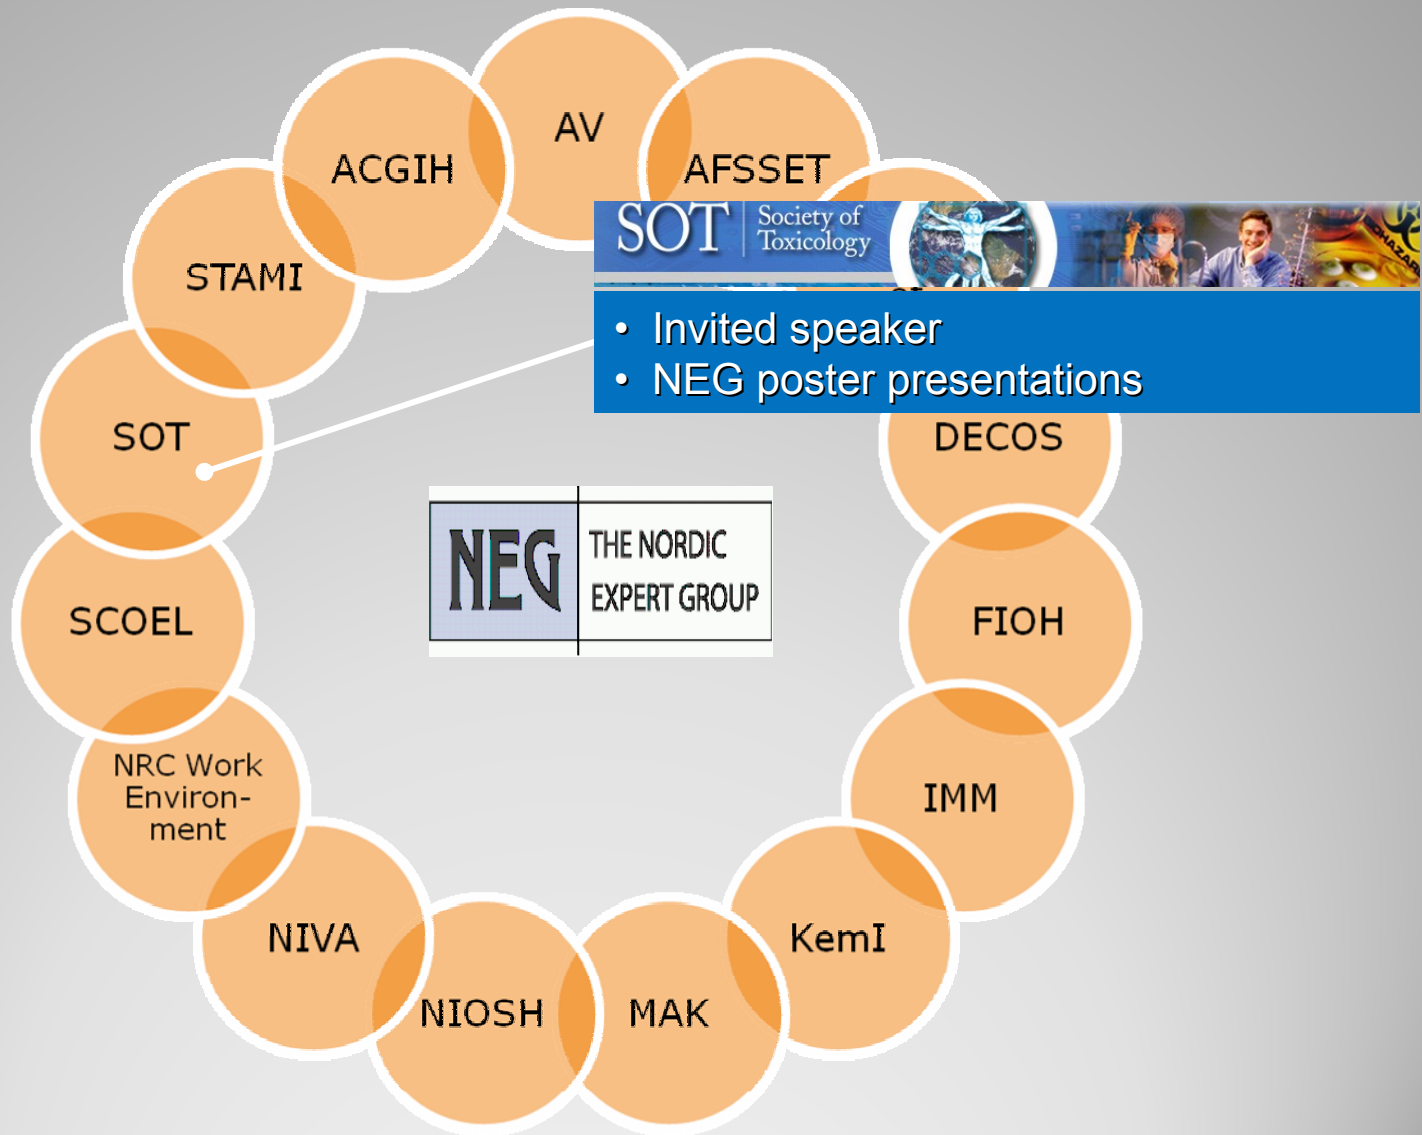 AV
ACGIH
AFSSET
STAMI
SOT
Society of
Toxicology
• Invited speaker
• NEG poster presentations
SOT
DECOS
NEG
THE NORDIC
EXPERT GROUP
SCOEL
FIOH
NRC Work
Environ-
ment
IMM
NIVA
KemI
NIOSH
MAK